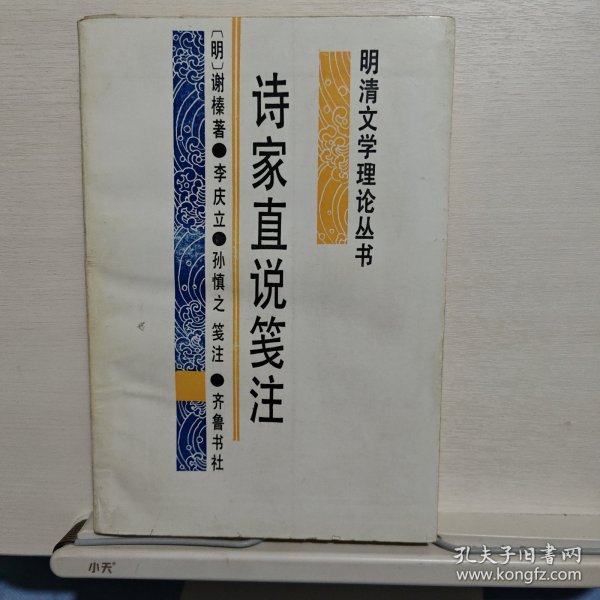 明清文学理论丛书
诗家直说笺注
〔明〕谢榛著●李庆立●孙慎之 笺注●齐鲁书社
小天
孔夫子旧书网
www.kongfz.com